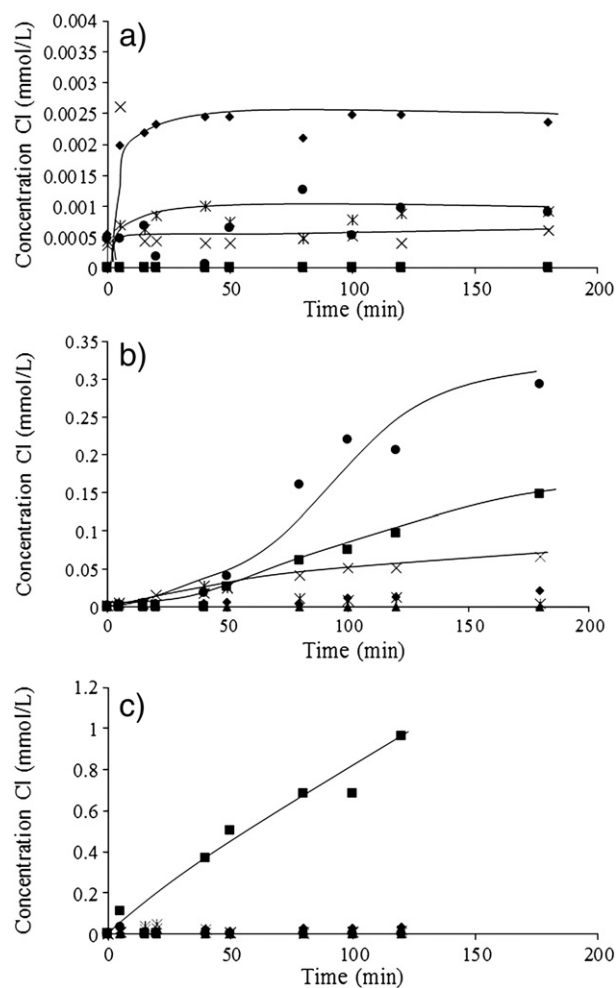 a)
Concentration Cl (mmol/L)
0.004
0.0035
0.003
0.0025
0.002
0.0015
0.001
0.0005
0
0 50 100 150 200
Time (min)
b)
Concentration Cl (mmol/L)
0.35
0.3
0.25
0.2
0.15
0.1
0.05
0
0 50 100 150 200
Time (min)
c)
Concentration Cl (mmol/L)
1.2
1
0.8
0.6
0.4
0.2
0
0 50 100 150 200
Time (min)